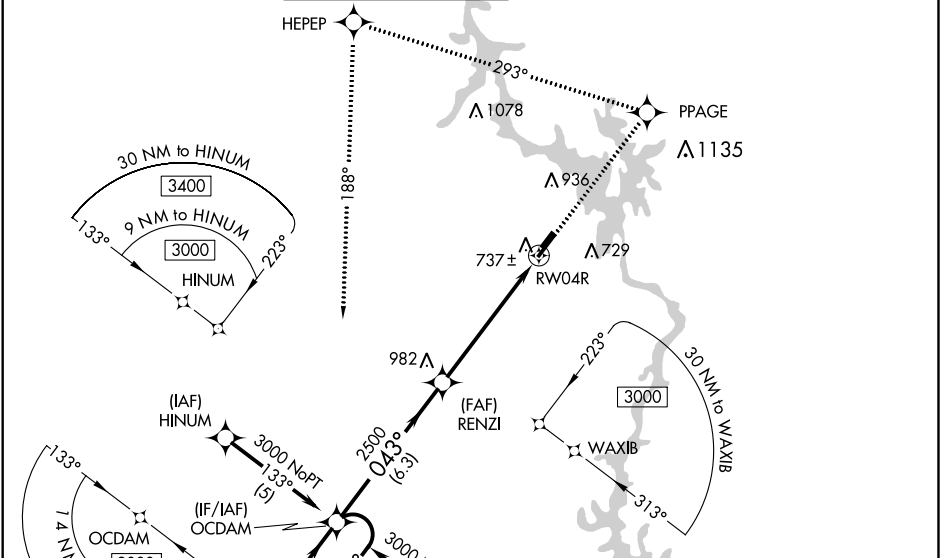 HEPEP
293°
PPAGE
1078
1135
936
188°
30 NM to HINUM
3400
9 NM to HINUM
3000
133°
223°
HINUM
737±
729
RW04R
982
(FAF)
RENZI
223°
30 NM to WAXIB
3000
WAXIB
313°
(IAF)
HINUM
3000 NoPT
133°
(5)
2500
043°
(6.3)
(IF/IAF)
OCDAM
133°
14 NM
OCDAM
3000